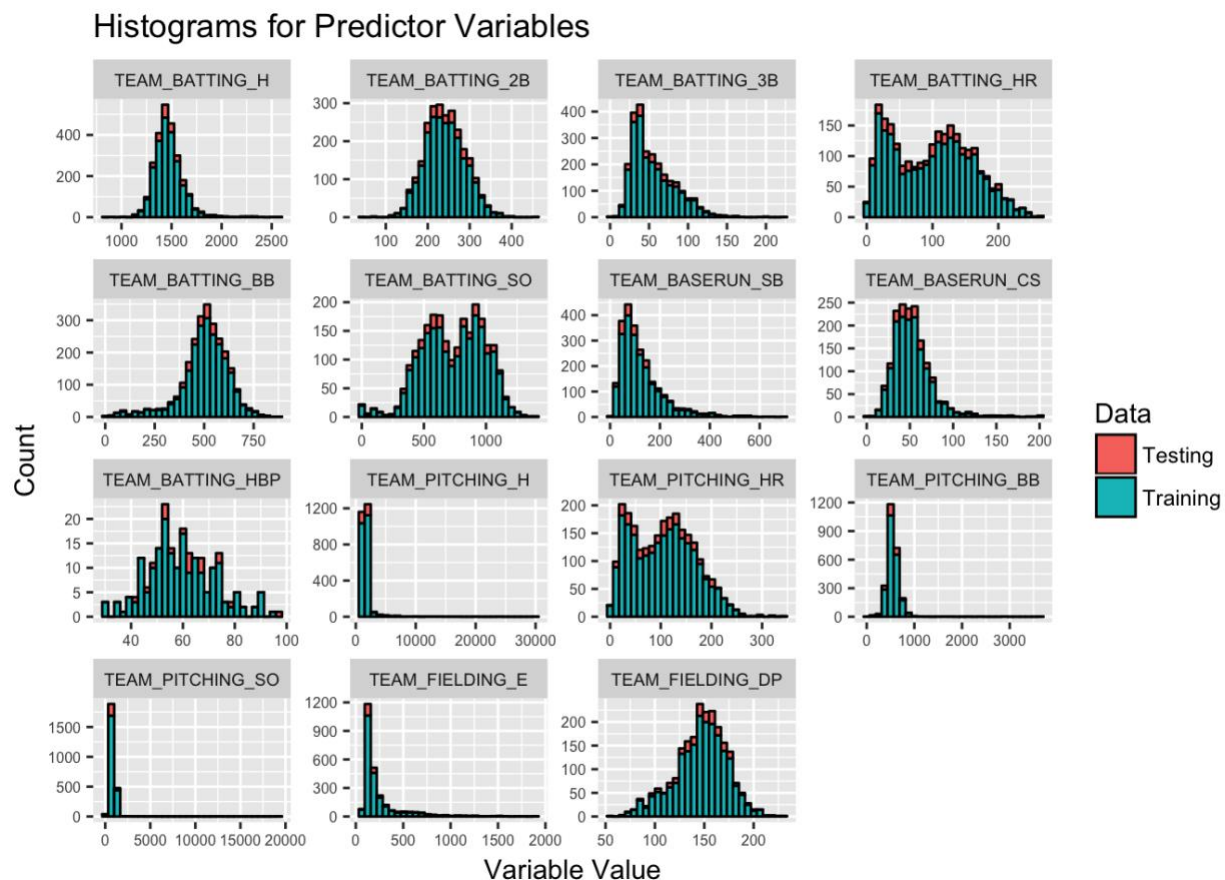 Histograms for Predictor Variables
TEAM_BATTING_H TEAM_BATTING_2B TEAM_BATTING_3B TEAM_BATTING_HR
400 200 0
1000 1500 2000 2500
300 200 100 0
100 200 300 400
400 300 200 100 0
0 50 100 150 200
150 100 50 0
0 100 200
TEAM_BATTING_BB TEAM_BATTING_SO TEAM_BASERUN_SB TEAM_BASERUN_CS
300 200 100 0
0 250 500 750
200 150 100 50 0
0 500 1000
400 300 200 100 0
0 200 400 600
250 200 150 100 50 0
0 50 100 150 200
TEAM_BATTING_HBP TEAM_PITCHING_H TEAM_PITCHING_HR TEAM_PITCHING_BB
20 15 10 5 0
40 60 80 100
1200 800 400 0
0 10000 20000 30000
200 150 100 50 0
0 100 200 300
1200 900 600 300 0
0 1000 2000 3000
TEAM_PITCHING_SO TEAM_FIELDING_E TEAM_FIELDING_DP
1500 1000 500 0
0 5000 10000 15000 20000
1200 900 600 300 0
0 500 1000 1500 2000
200 150 100 50 0
50 100 150 200
Count
Variable Value
Data
Testing
Training